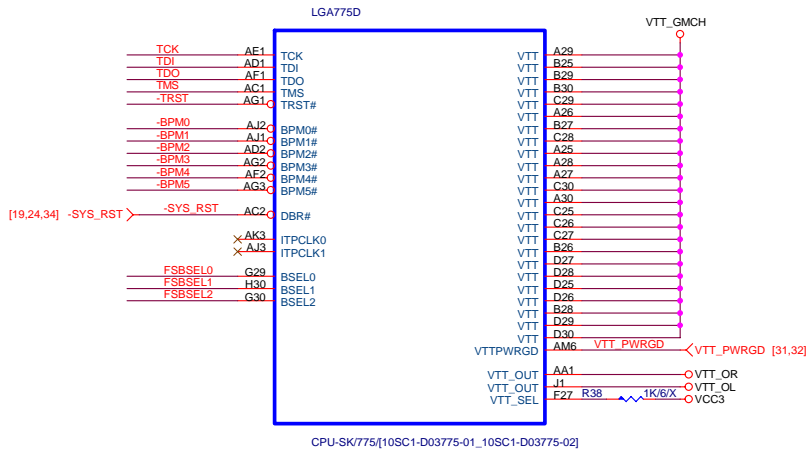 LGA775D
VTT_GMCH
TCK AE1 TCK VTT A29
TDI AD1 TDI VTT B25
TDO AF1 TDO VTT B29
TMS AC1 TMS VTT B30
-TRST AG1 TRST# VTT C29
VTT A26
-BPM0 AJ2 BPM0# VTT B27
-BPM1 AJ1 BPM1# VTT C28
-BPM2 AD2 BPM2# VTT A25
-BPM3 AG2 BPM3# VTT A28
-BPM4 AF2 BPM4# VTT A27
-BPM5 AG3 BPM5# VTT C30
VTT A30
[19,24,34] -SYS_RST -SYS_RST AC2 DBR# VTT C25
VTT C26
AK3 ITPCLK0 VTT C27
AJ3 ITPCLK1 VTT B26
VTT D27
FSBSEL0 G29 BSEL0 VTT D28
FSBSEL1 H30 BSEL1 VTT D25
FSBSEL2 G30 BSEL2 VTT D26
VTT B28
VTT D29
VTT D30
VTTPWRGD AM6 VTT_PWRGD VTT_PWRGD [31,32]
VTT_OUT AA1 VTT_OR
VTT_OUT J1 VTT_OL
VTT_SEL F27 R38 1K/6/X VCC3
CPU-SK/775/[10SC1-D03775-01_10SC1-D03775-02]